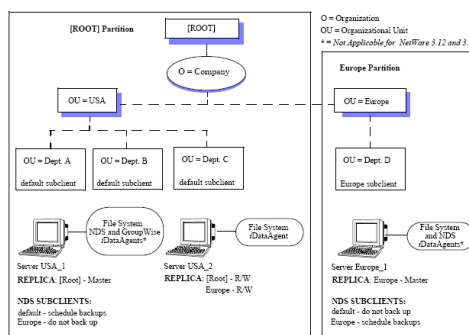 [ROOT] Partition
[ROOT]
O = Organization
OU = Organizational Unit
* = Not Applicable for NetWare 3.12 and 3.
O = Company
Europe Partition
OU = USA
OU = Europe
OU = Dept. A
default subclient
OU = Dept. B
default subclient
OU = Dept. C
default subclient
OU = Dept. D
Europe subclient
File System
NDS and GroupWise
iDataAgents*
File System
iDataAgent
File System
and NDS
iDataAgents*
Server USA_1
REPLICA: [Root] - Master
NDS SUBCLIENTS:
default - schedule backups
Europe - do not back up
Server USA_2
REPLICA: [Root] - R/W
Europe - R/W
Server Europe_1
REPLICA: Europe - Master
NDS SUBCLIENTS:
default - do not back up
Europe - schedule backups